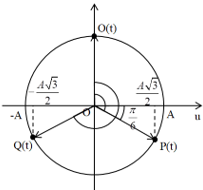 O(t)
-A√3/2
A√3/2
-A
O
A
u
π/6
Q(t)
P(t)